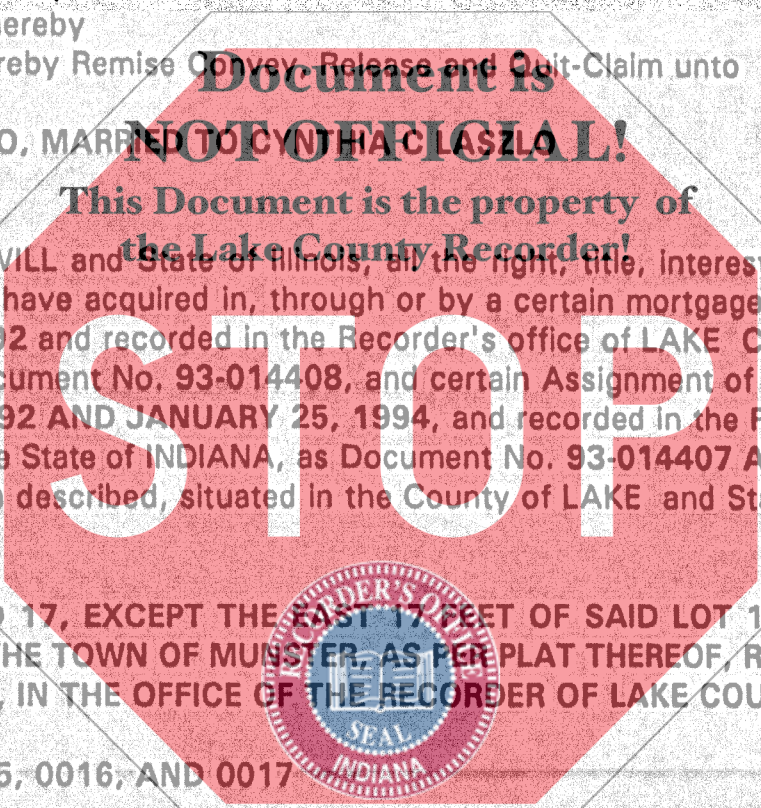 hereby
reby Remise Convey, Release and Quit-Claim unto
Document is
O, MARRIED TO CYNTHIA C LASZLO
NOT OFFICIAL!
This Document is the property of
the Lake County Recorder!
WILL and State of Illinois, all the right, title, interes
have acquired in, through or by a certain mortgage
92 and recorded in the Recorder's office of LAKE C
cument No. 93-014408, and certain Assignment of
92 AND JANUARY 25, 1994, and recorded in the R
e State of INDIANA, as Document No. 93-014407 A
described, situated in the County of LAKE and Sta
STOP
17, EXCEPT THE EAST 17 FEET OF SAID LOT 1
HE TOWN OF MUNSTER, AS PER PLAT THEREOF, R
, IN THE OFFICE OF THE RECORDER OF LAKE COU
RECORDER'S OFFICE
SEAL
INDIANA
5, 0016, AND 0017